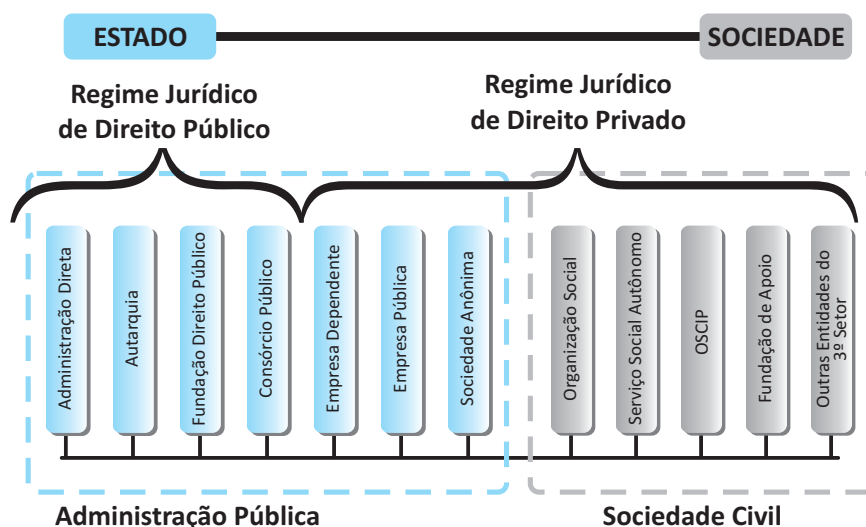 ESTADO
SOCIEDADE
Regime Jurídico
de Direito Público
Regime Jurídico
de Direito Privado
Administração Direta
Autarquia
Fundação Direito Público
Consórcio Público
Empresa Dependente
Empresa Pública
Sociedade Anônima
Organização Social
Serviço Social Autônomo
OSCIP
Fundação de Apoio
Outras Entidades do
3º Setor
Administração Pública
Sociedade Civil